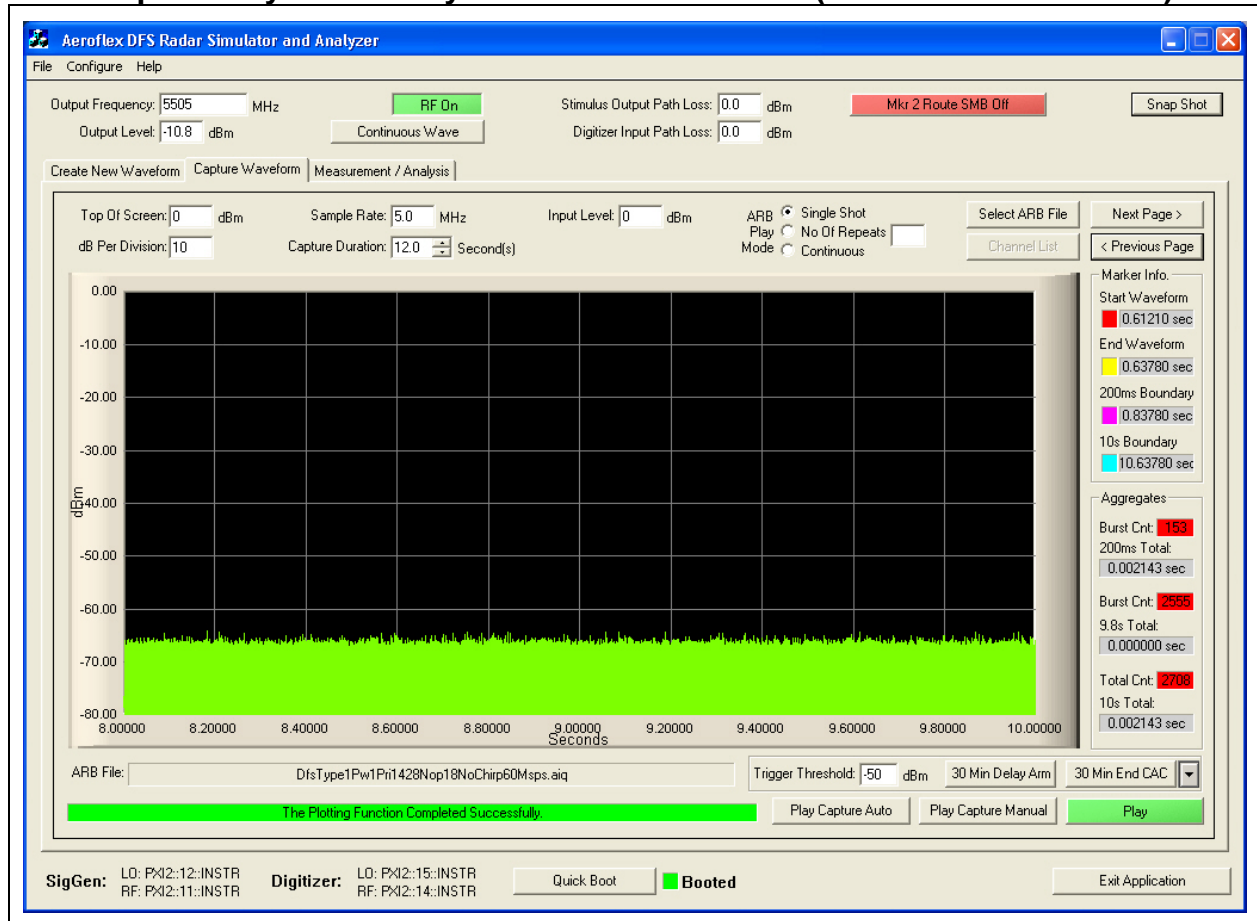 Aeroflex DFS Radar Simulator and Analyzer
File Configure Help
Output Frequency: 5505 MHz RF On Stimulus Output Path Loss: 0.0 dBm Mkr 2 Route SMB Off Snap Shot
Output Level: -10.8 dBm Continuous Wave Digitizer Input Path Loss: 0.0 dBm
Create New Waveform Capture Waveform Measurement / Analysis
Top Of Screen: 0 dBm Sample Rate: 5.0 MHz Input Level: 0 dBm ARB Play Mode Single Shot Select ARB File Next Page >
No Of Repeats
dB Per Division: 10 Capture Duration: 12.0 Second(s) Continuous Channel List < Previous Page
Marker Info.
Start Waveform
0.61210 sec
End Waveform
0.63780 sec
200ms Boundary
0.83780 sec
10s Boundary
10.63780 sec
Aggregates
Burst Cnt: 153
200ms Total:
0.002143 sec
Burst Cnt: 2555
9.8s Total:
0.000000 sec
Total Cnt: 2708
10s Total:
0.002143 sec
0.00
-10.00
-20.00
-30.00
-40.00
-50.00
-60.00
-70.00
-80.00
dBm
8.00000 8.20000 8.40000 8.60000 8.80000 9.00000 9.20000 9.40000 9.60000 9.80000 10.00000
Seconds
ARB File: DfsType1Pw1Pri1428Nop18NoChirp60Msps.aiq Trigger Threshold: -50 dBm 30 Min Delay Arm 30 Min End CAC
The Plotting Function Completed Successfully. Play Capture Auto Play Capture Manual Play
SigGen: LO: PXI2::12::INSTR Digitizer: LO: PXI2::15::INSTR Quick Boot Booted Exit Application
RF: PXI2::11::INSTR RF: PXI2::14::INSTR